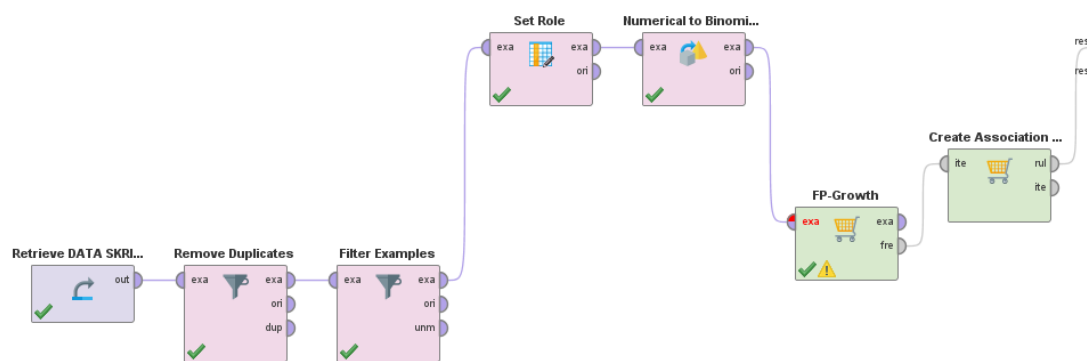 Set Role
Numerical to Binomi...
exa
exa
ori
exa
exa
ori
res
res
Create Association ...
ite
rul
ite
FP-Growth
exa
exa
fre
Retrieve DATA SKRI...
Remove Duplicates
Filter Examples
out
exa
exa
ori
dup
exa
exa
ori
unm